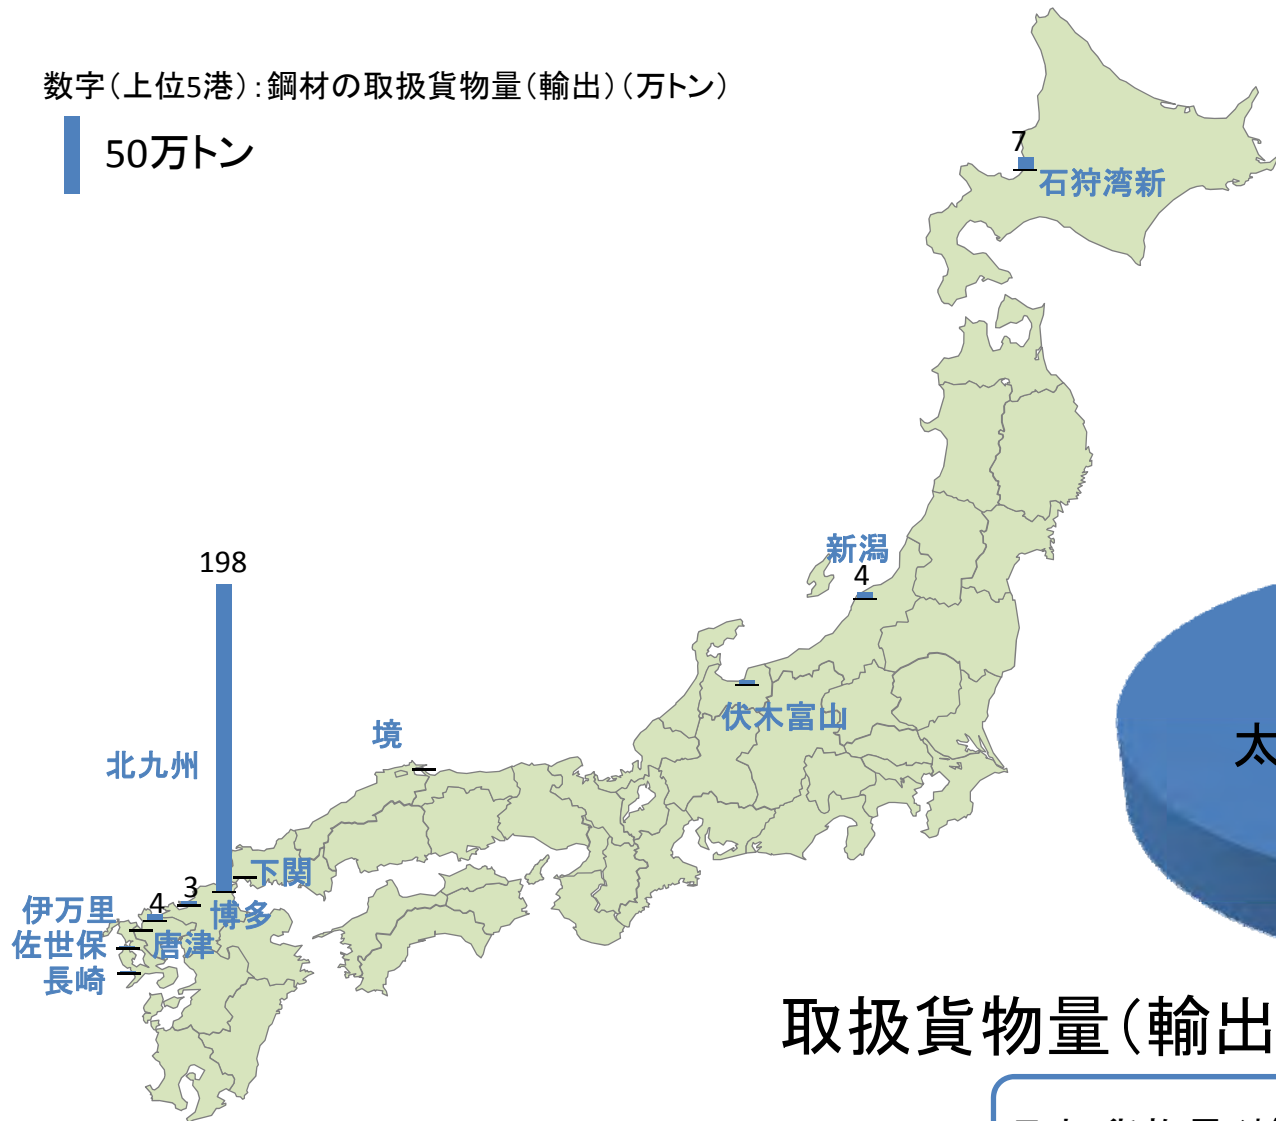 数字（上位5港）：鋼材の取扱貨物量（輸出）（万トン）
50万トン
7
石狩湾新
新潟
4
伏木富山
198
境
北九州
太
下関
3
4
伊万里
博多
佐世保
唐津
長崎
取扱貨物量（輸出